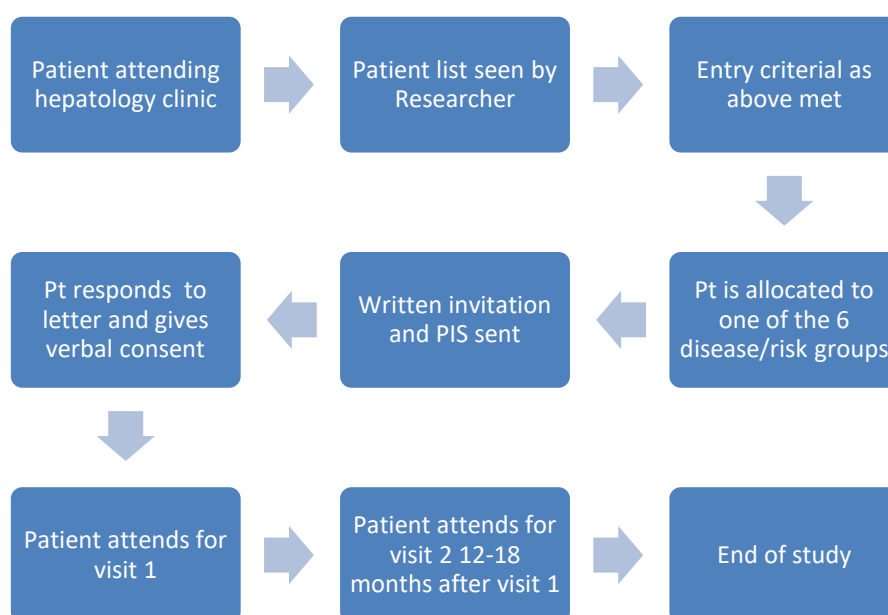 Patient attending
hepatology clinic
Patient list seen by
Researcher
Entry criterial as
above met
Pt is allocated to
one of the 6
disease/risk groups
Written invitation
and PIS sent
Pt responds to
letter and gives
verbal consent
Patient attends for
visit 1
Patient attends for
visit 2 12-18
months after visit 1
End of study